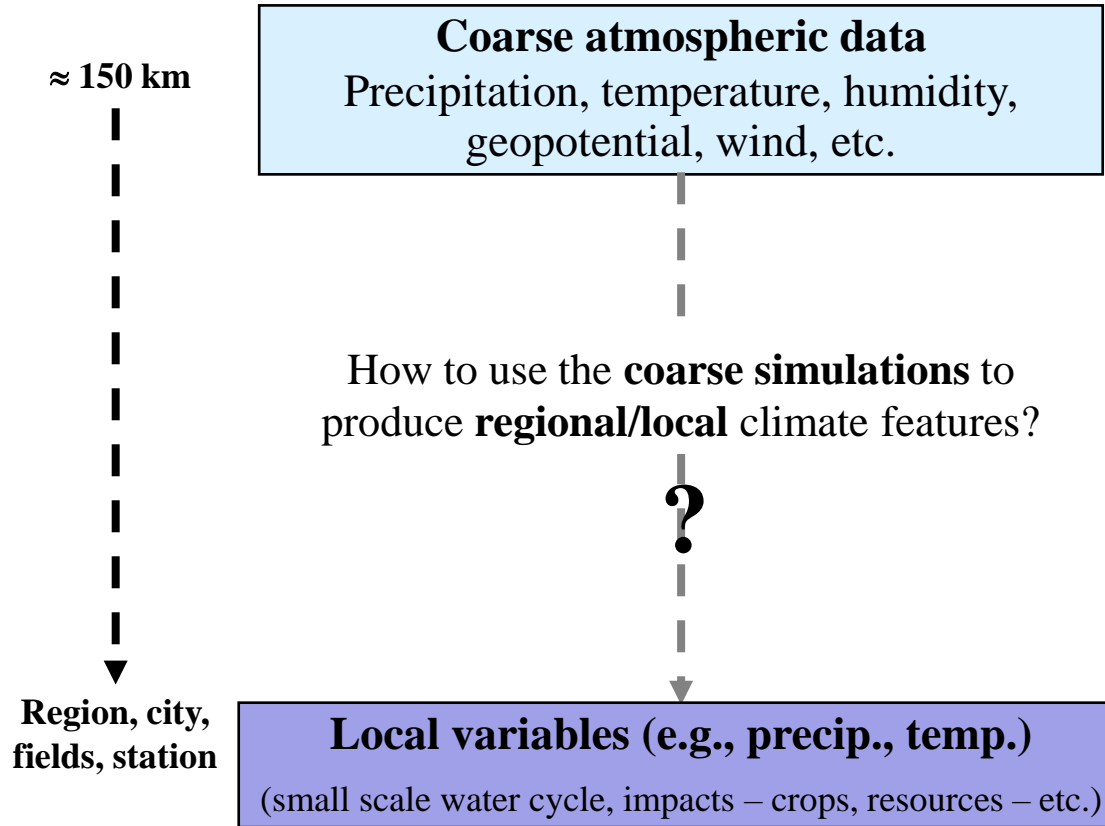 Coarse atmospheric data
≈ 150 km
Precipitation, temperature, humidity,
geopotential, wind, etc.
How to use the coarse simulations to
produce regional/local climate features?
?
Region, city,
fields, station
Local variables (e.g., precip., temp.)
(small scale water cycle, impacts – crops, resources – etc.)